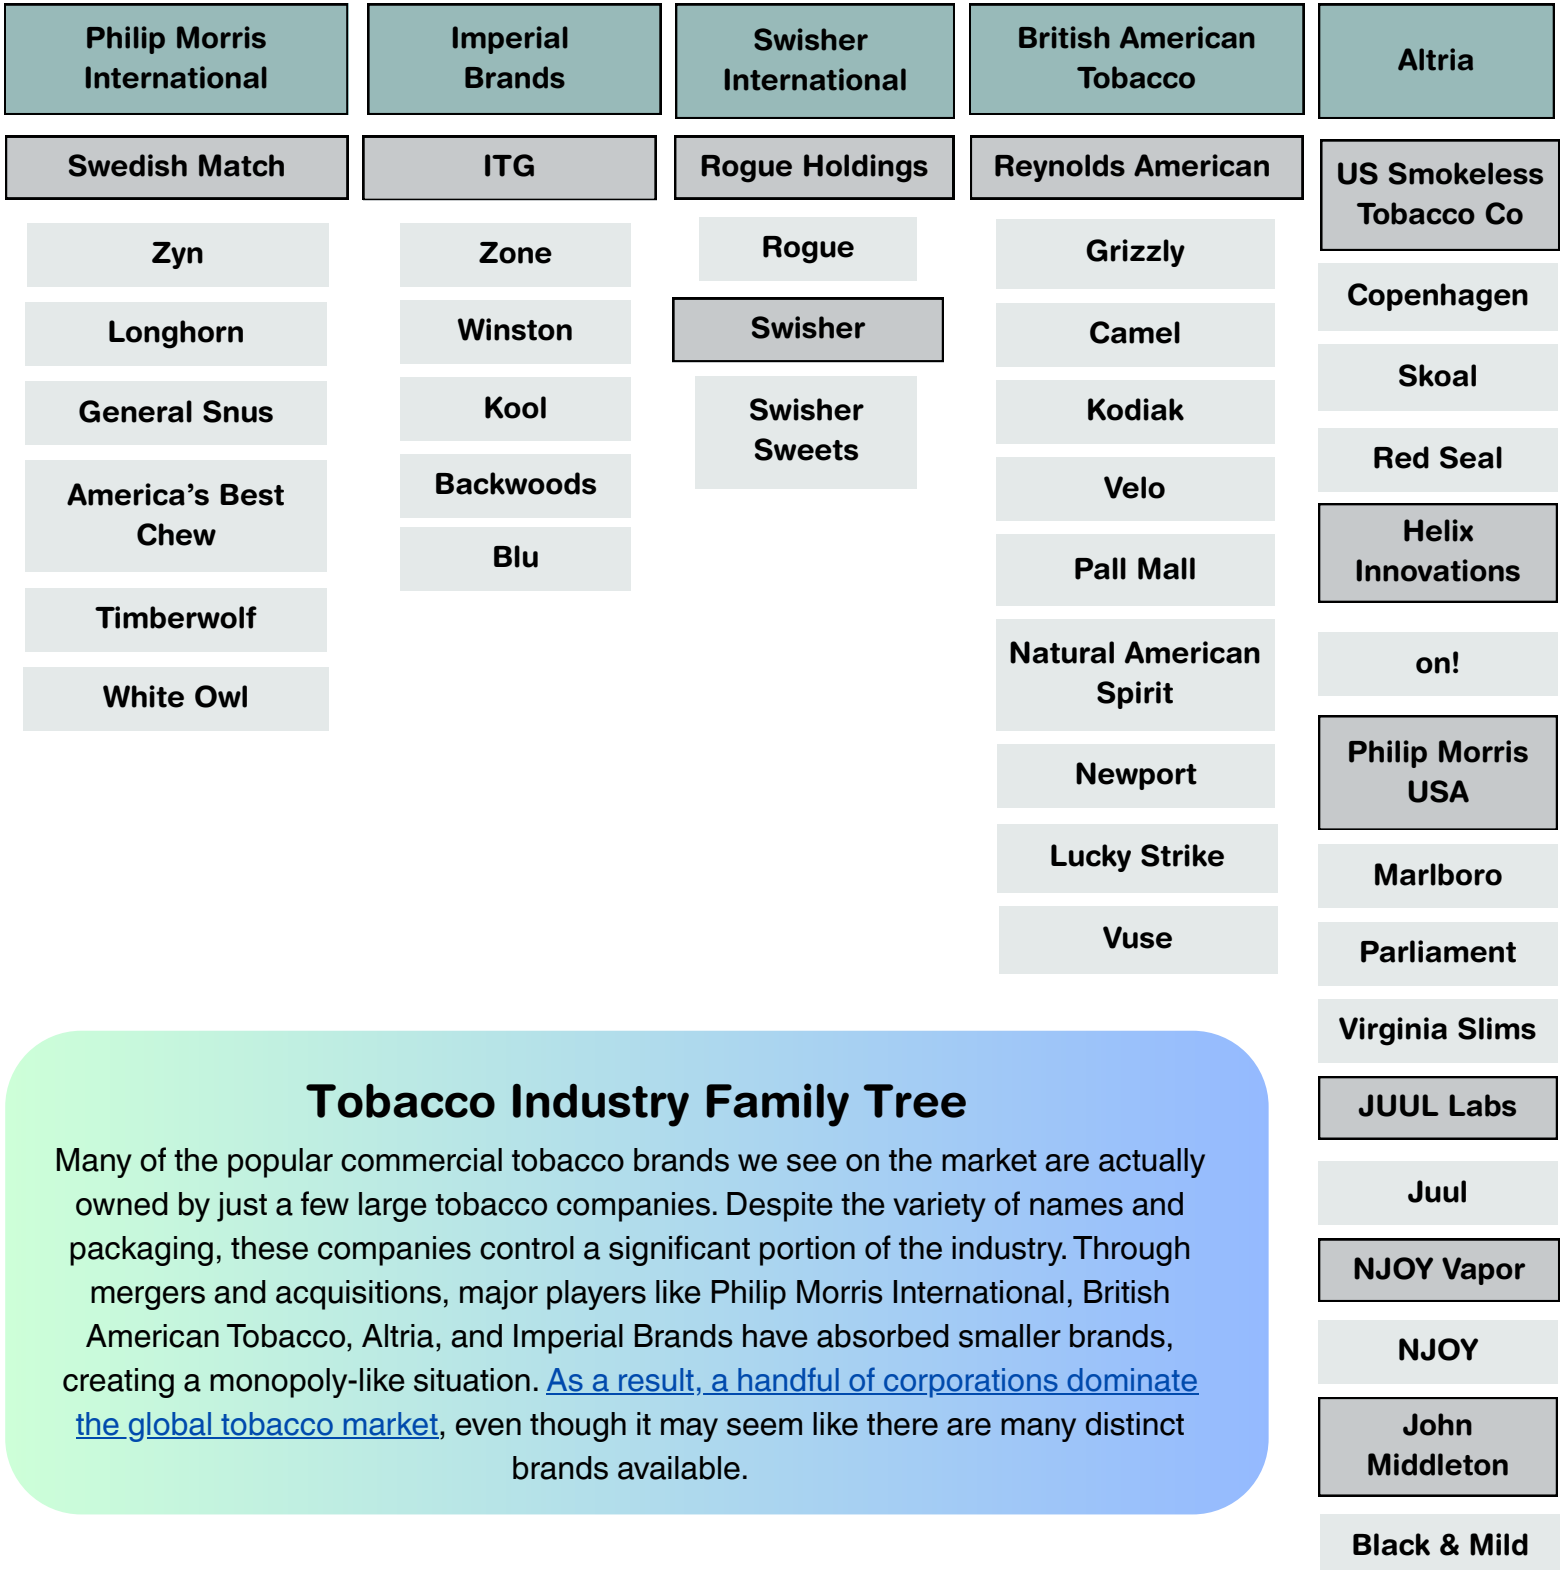 Philip Morris
International
Swedish Match
Zyn
Longhorn
General Snus
America's Best
Chew
Timberwolf
White Owl
Imperial
Brands
ITG
Zone
Winston
Kool
Backwoods
Blu
Swisher
International
Rogue Holdings
Rogue
Swisher
Swisher
Sweets
British American
Tobacco
Reynolds American
Grizzly
Camel
Kodiak
Velo
Pall Mall
Natural American
Spirit
Newport
Lucky Strike
Vuse
Altria
US Smokeless
Tobacco Co
Copenhagen
Skoal
Red Seal
Helix
Innovations
on!
Philip Morris
USA
Marlboro
Parliament
Virginia Slims
JUUL Labs
Juul
NJOY Vapor
NJOY
John
Middleton
Black & Mild
Tobacco Industry Family Tree
Many of the popular commercial tobacco brands we see on the market are actually
owned by just a few large tobacco companies. Despite the variety of names and
packaging, these companies control a significant portion of the industry. Through
mergers and acquisitions, major players like Philip Morris International, British
American Tobacco, Altria, and Imperial Brands have absorbed smaller brands,
creating a monopoly-like situation. As a result, a handful of corporations dominate
the global tobacco market, even though it may seem like there are many distinct
brands available.